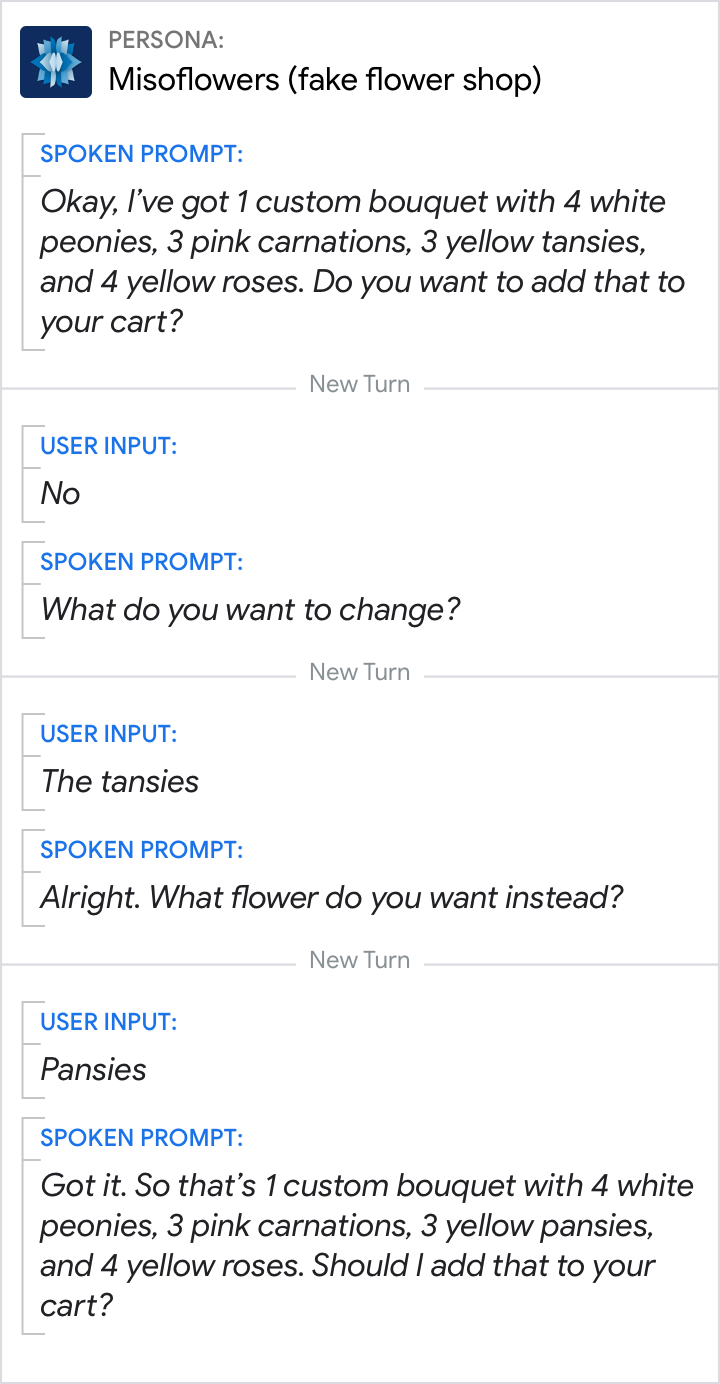 PERSONA:
Misoflowers (fake flower shop)
SPOKEN PROMPT:
Okay, I’ve got 1 custom bouquet with 4 white
peonies, 3 pink carnations, 3 yellow tansies,
and 4 yellow roses. Do you want to add that to
your cart?
New Turn
USER INPUT:
No
SPOKEN PROMPT:
What do you want to change?
New Turn
USER INPUT:
The tansies
SPOKEN PROMPT:
Alright. What flower do you want instead?
New Turn
USER INPUT:
Pansies
SPOKEN PROMPT:
Got it. So that’s 1 custom bouquet with 4 white
peonies, 3 pink carnations, 3 yellow pansies,
and 4 yellow roses. Should I add that to your
cart?